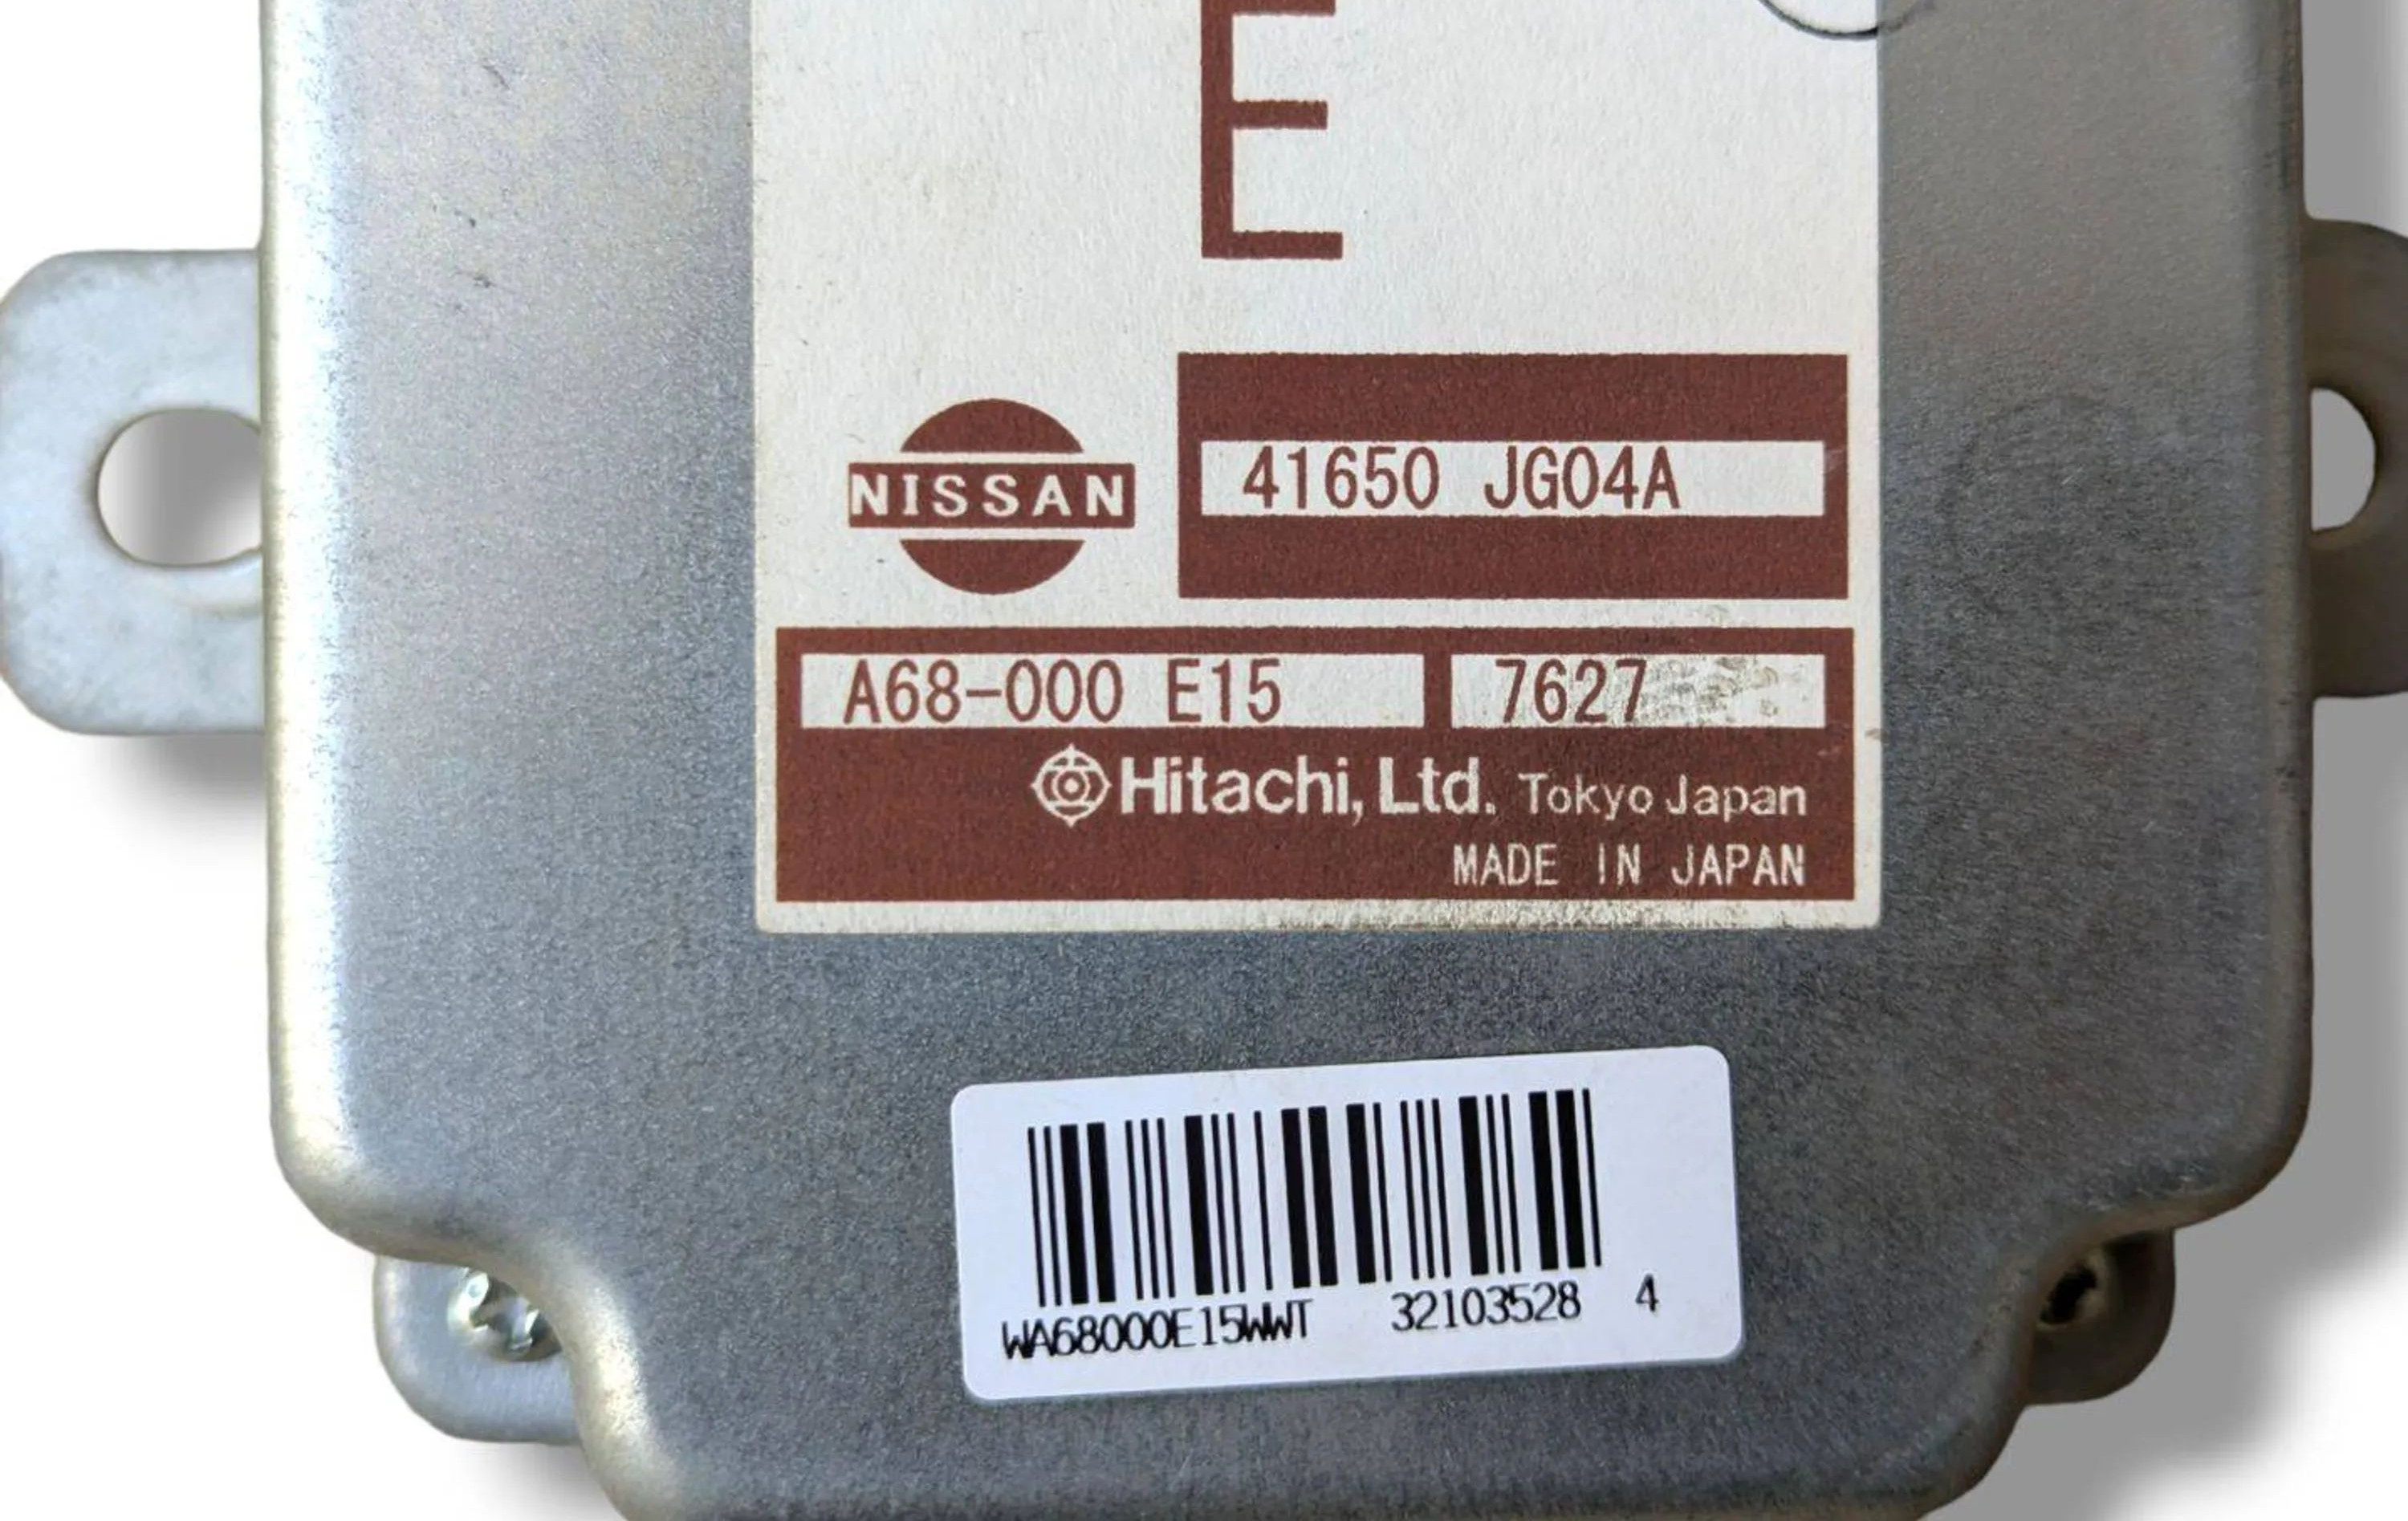 E
NISSAN
41650 JG04A
A68-000 E15 7627
Hitachi, Ltd. Tokyo Japan
MADE IN JAPAN
WA68000E15WWT 32103528 4